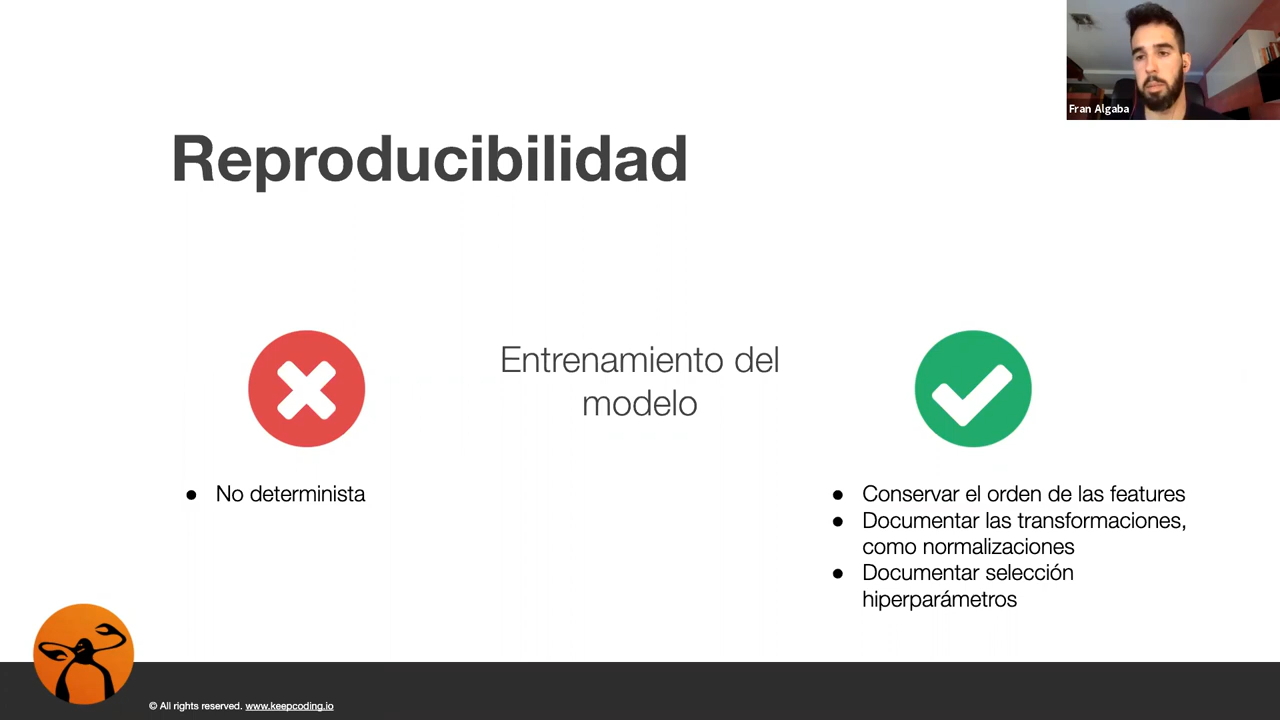 Fran Algaba
Reproducibilidad
Entrenamiento del
modelo
● No determinista
● Conservar el orden de las features
● Documentar las transformaciones,
como normalizaciones
● Documentar selección
hiperparámetros
© All rights reserved. www.keepcoding.io